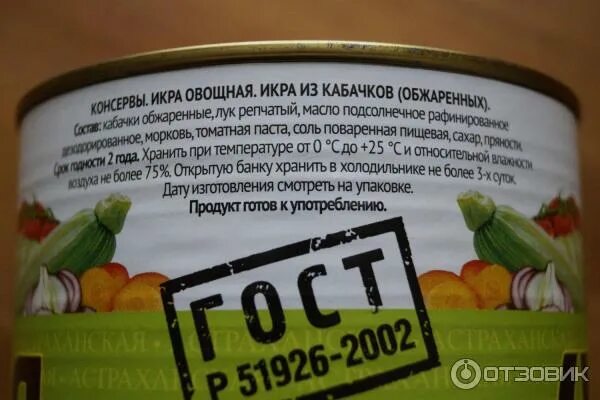 КОНСЕРВЫ. ИКРА ОВОЩНАЯ. ИКРА ИЗ КАБАЧКОВ (ОБЖАРЕННЫХ).
Состав: кабачки обжаренные, лук репчатый, масло подсолнечное рафинированное
дезодорированное, морковь, томатная паста, соль поваренная пищевая, сахар, пряности.
Срок годности 2 года. Хранить при температуре от 0 °С до +25 °С и относительной влажности
воздуха не более 75%. Открытую банку хранить в холодильнике не более 3-х суток.
Дату изготовления смотреть на упаковке.
Продукт готов к употреблению.
ГОСТ
Р 51926-2002
ОТЗОВИК